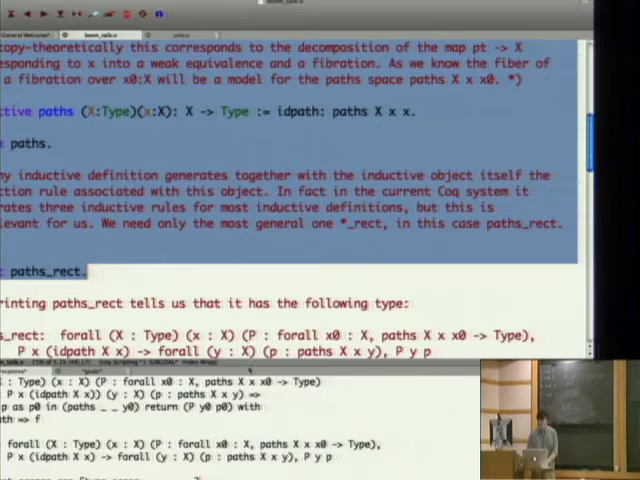 bonn_talk.v
General Welcome*
opy-theoretically this corresponds to the decomposition of the map pt -> X
esponding to x into a weak equivalence and a fibration. As we know the fiber of
a fibration over x0:X will be a model for the paths space paths X x x0. *)
ctive paths (X:Type)(x:X): X -> Type := idpath: paths X x x.
paths.
ny inductive definition generates together with the inductive object itself the
ction rule associated with this object. In fact in the current Coq system it
rates three inductive rules for most inductive definitions, but this is
levant for us. We need only the most general one *_rect, in this case paths_rect.
paths_rect.
rinting paths_rect tells us that it has the following type:
s_rect: forall (X : Type) (x : X) (P : forall x0 : X, paths X x x0 -> Type),
P x (idpath X x) -> forall (y : X) (p : paths X x y), P y p
: Type) (x : X) (P : forall x0 : X, paths X x x0 -> Type)
P x (idpath X x)) (y : X) (p : paths X x y) =>
p as p0 in (paths _ _ y0) return (P y0 p0) with
ath => f
forall (X : Type) (x : X) (P : forall x0 : X, paths X x x0 -> Type),
P x (idpath X x) -> forall (y : X) (p : paths X x y), P y p